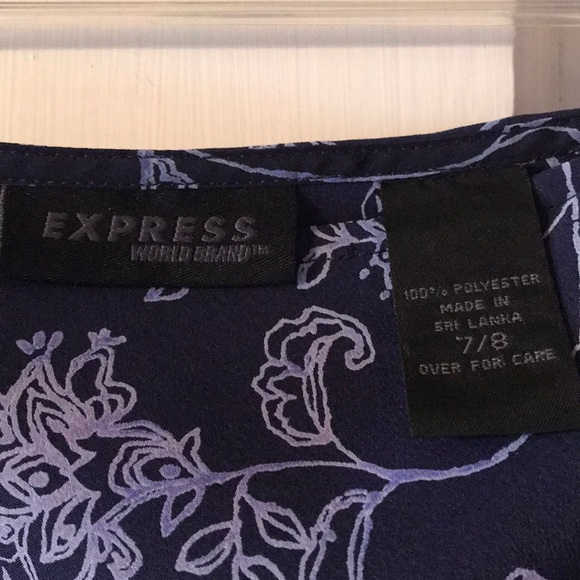 EXPRESS
WORLD BRAND™
100% POLYESTER
MADE IN
SRI LANKA
7/8
OVER FOR CARE